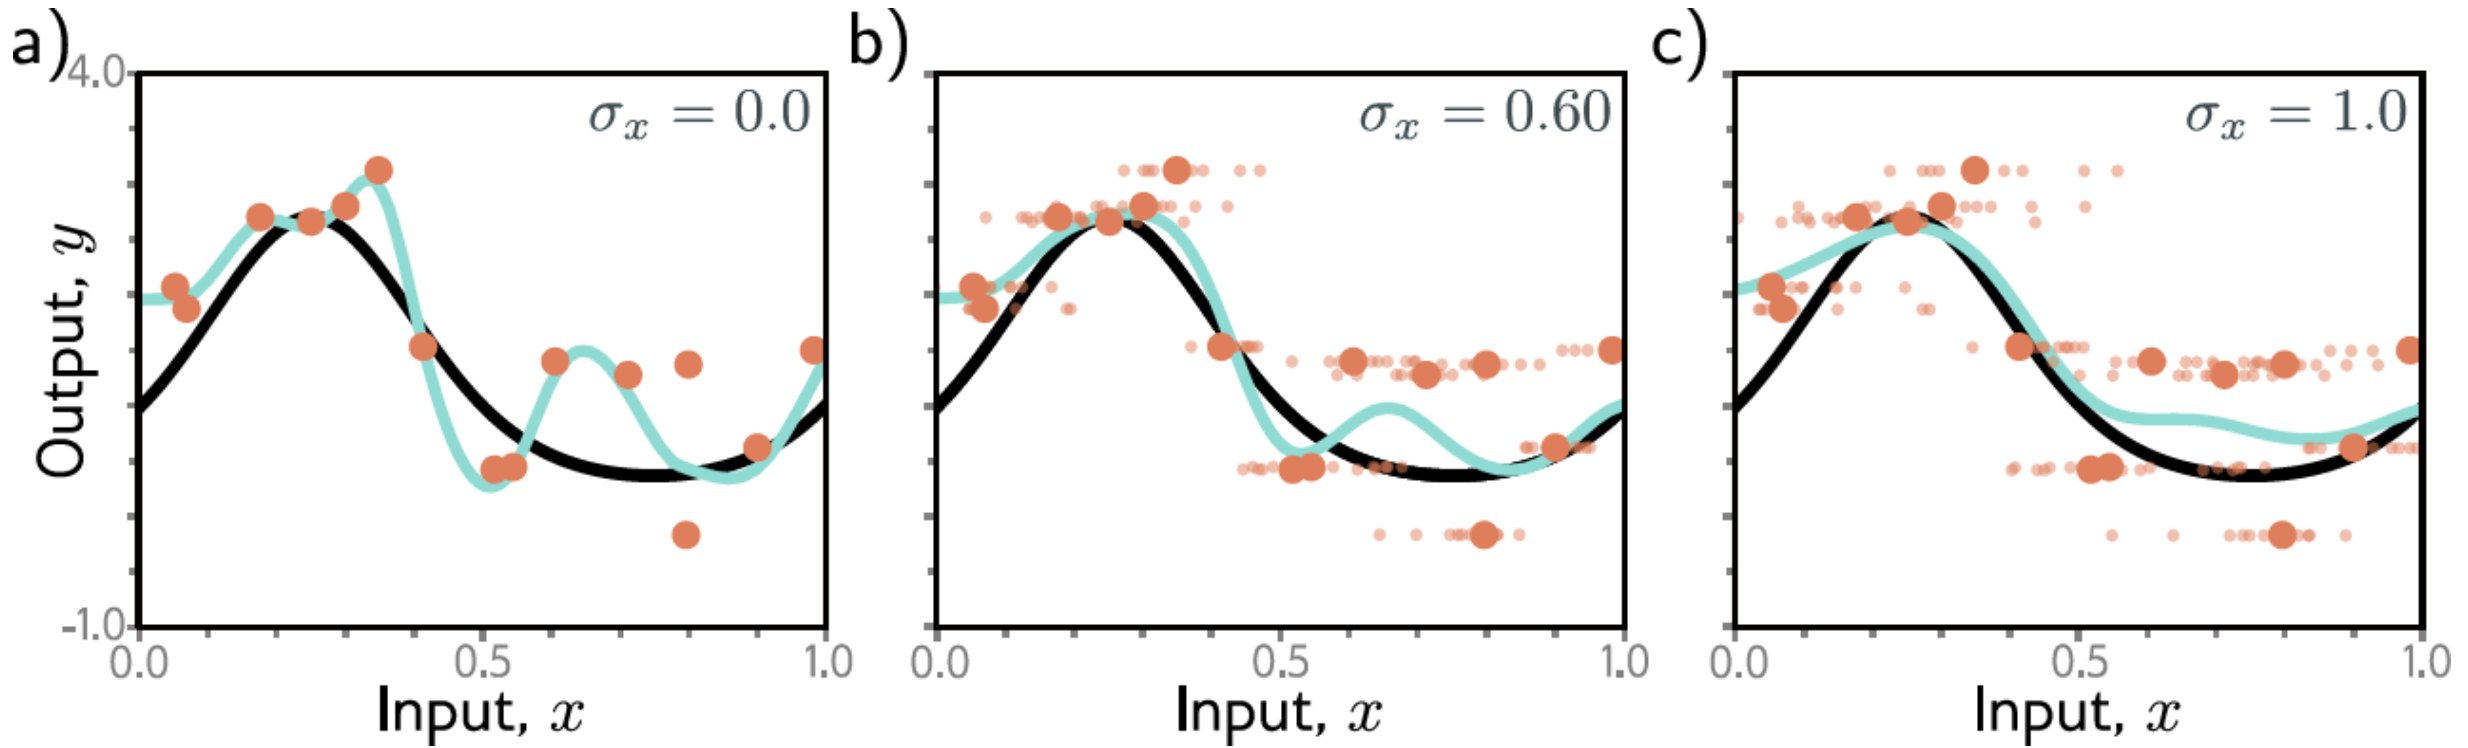 a)
4.0
σₓ = 0.0
Output, y
-1.0
0.0 0.5 1.0
Input, x
b)
σₓ = 0.60
0.0 0.5 1.0
Input, x
c)
σₓ = 1.0
0.0 0.5 1.0
Input, x